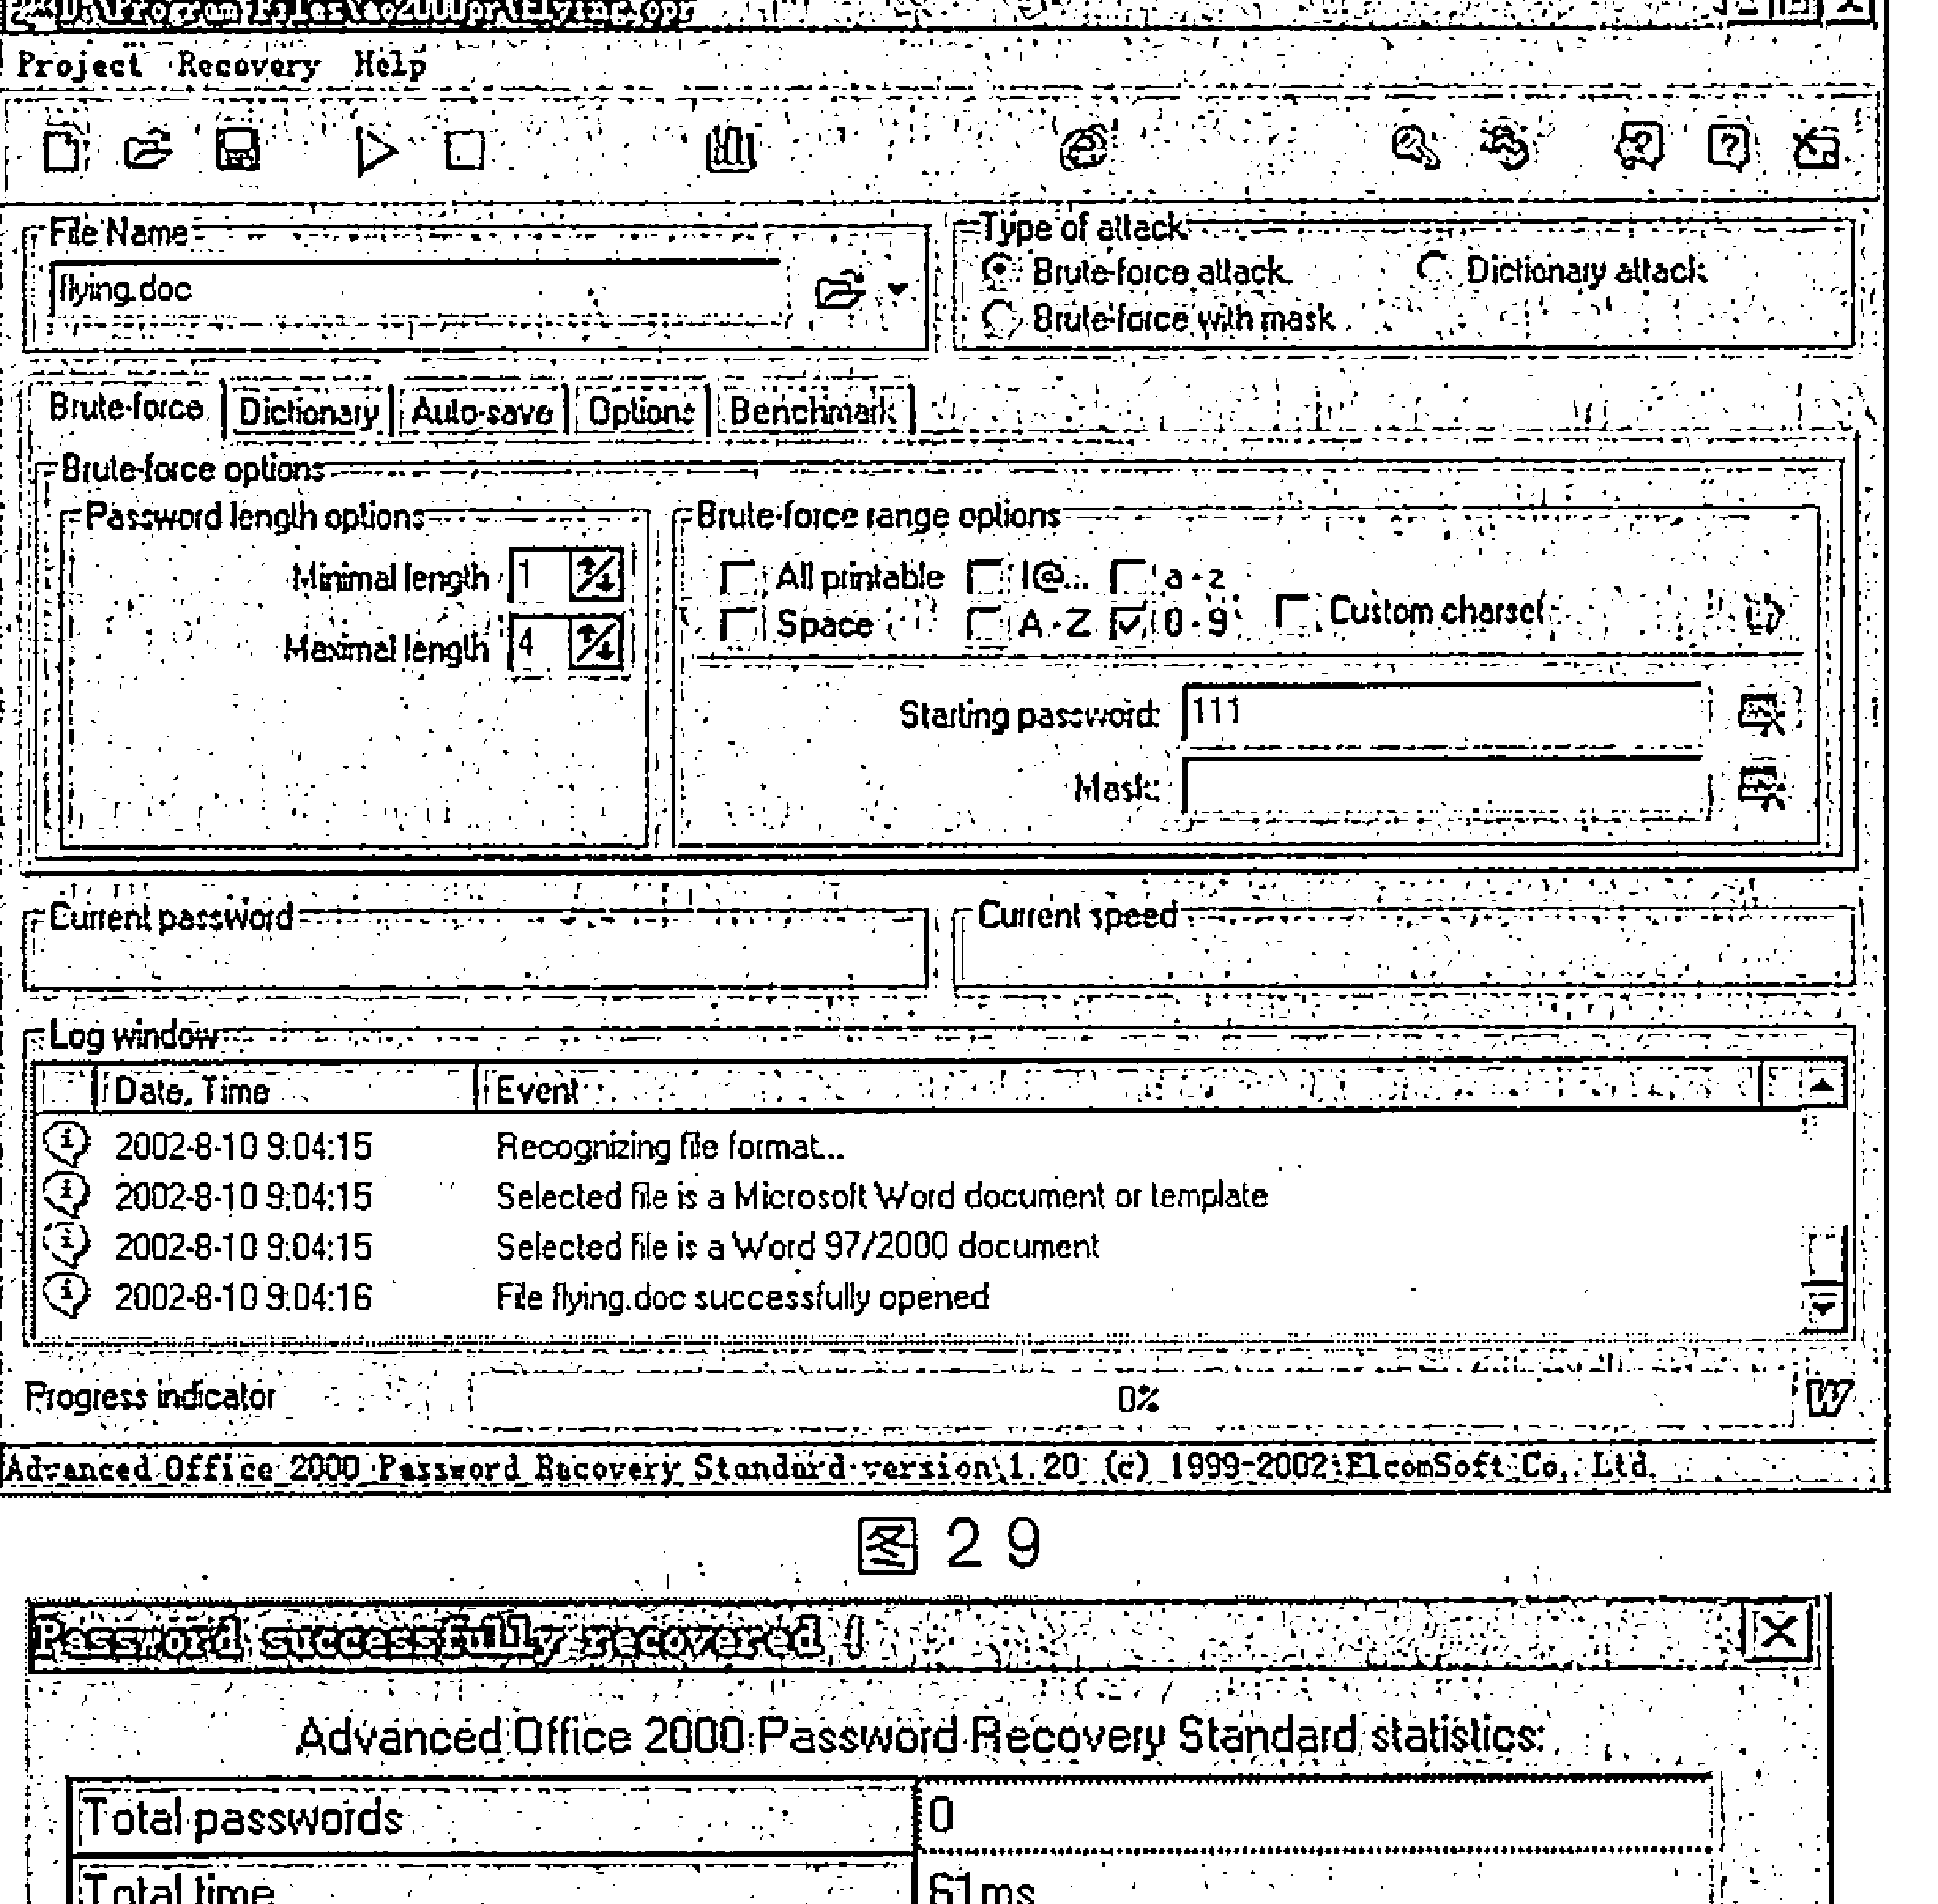 D:\Program Files\ao2000pr\flying.opr
Project Recovery Help
File Name
flying.doc
Type of attack
Brute-force attack Dictionary attack
Brute-force with mask
Brute-force Dictionary Auto-save Options Benchmark
Brute-force options
Password length options
Minimal length 1
Maximal length 4
Brute-force range options
All printable !@... a - z
Space A - Z 0 - 9 Custom charset
Starting password: 111
Mask:
Current password
Current speed
Log window
Date, Time Event
2002-8-10 9:04:15 Recognizing file format...
2002-8-10 9:04:15 Selected file is a Microsoft Word document or template
2002-8-10 9:04:15 Selected file is a Word 97/2000 document
2002-8-10 9:04:16 File flying.doc successfully opened
Progress indicator 0% W
Advanced Office 2000 Password Recovery Standard version 1.20 (c) 1999-2002 ElcomSoft Co. Ltd.
图 2 9
Password successfully recovered !
Advanced Office 2000 Password Recovery Standard statistics:
Total passwords 0
Total time 61ms